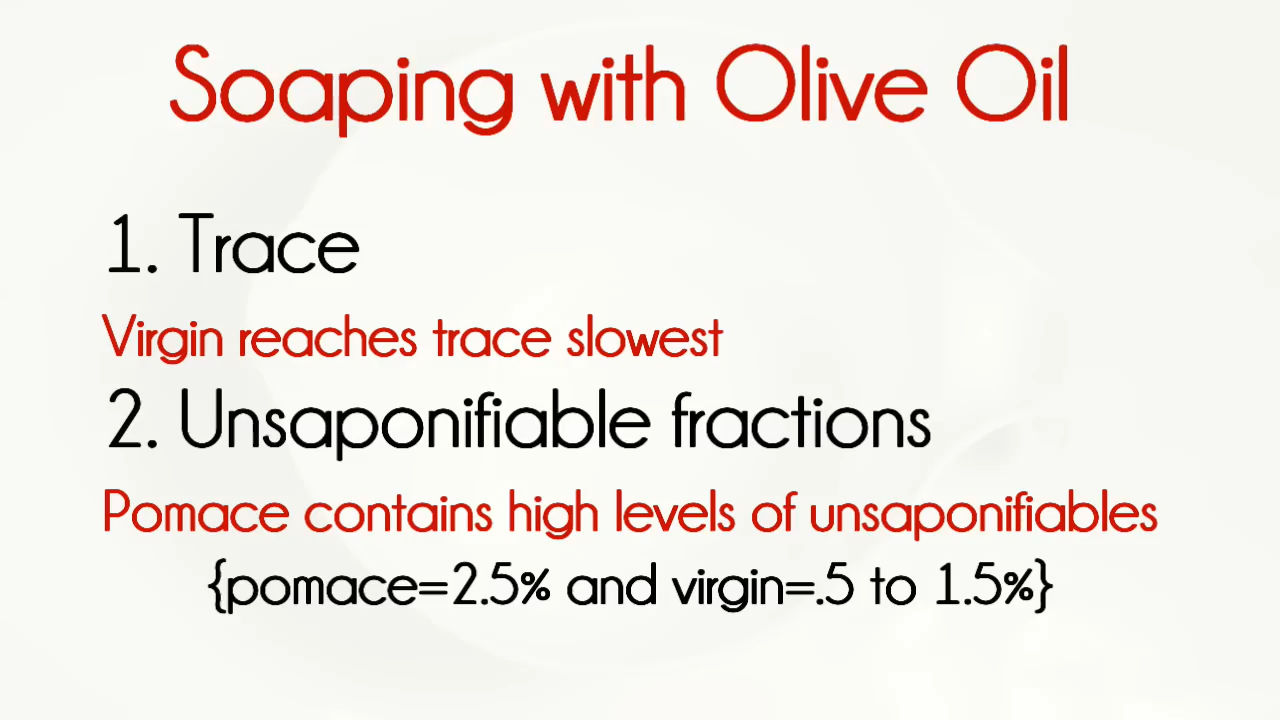 Soaping with Olive Oil
1. Trace
Virgin reaches trace slowest
2. Unsaponifiable fractions
Pomace contains high levels of unsaponifiables
{pomace=2.5% and virgin=.5 to 1.5%}